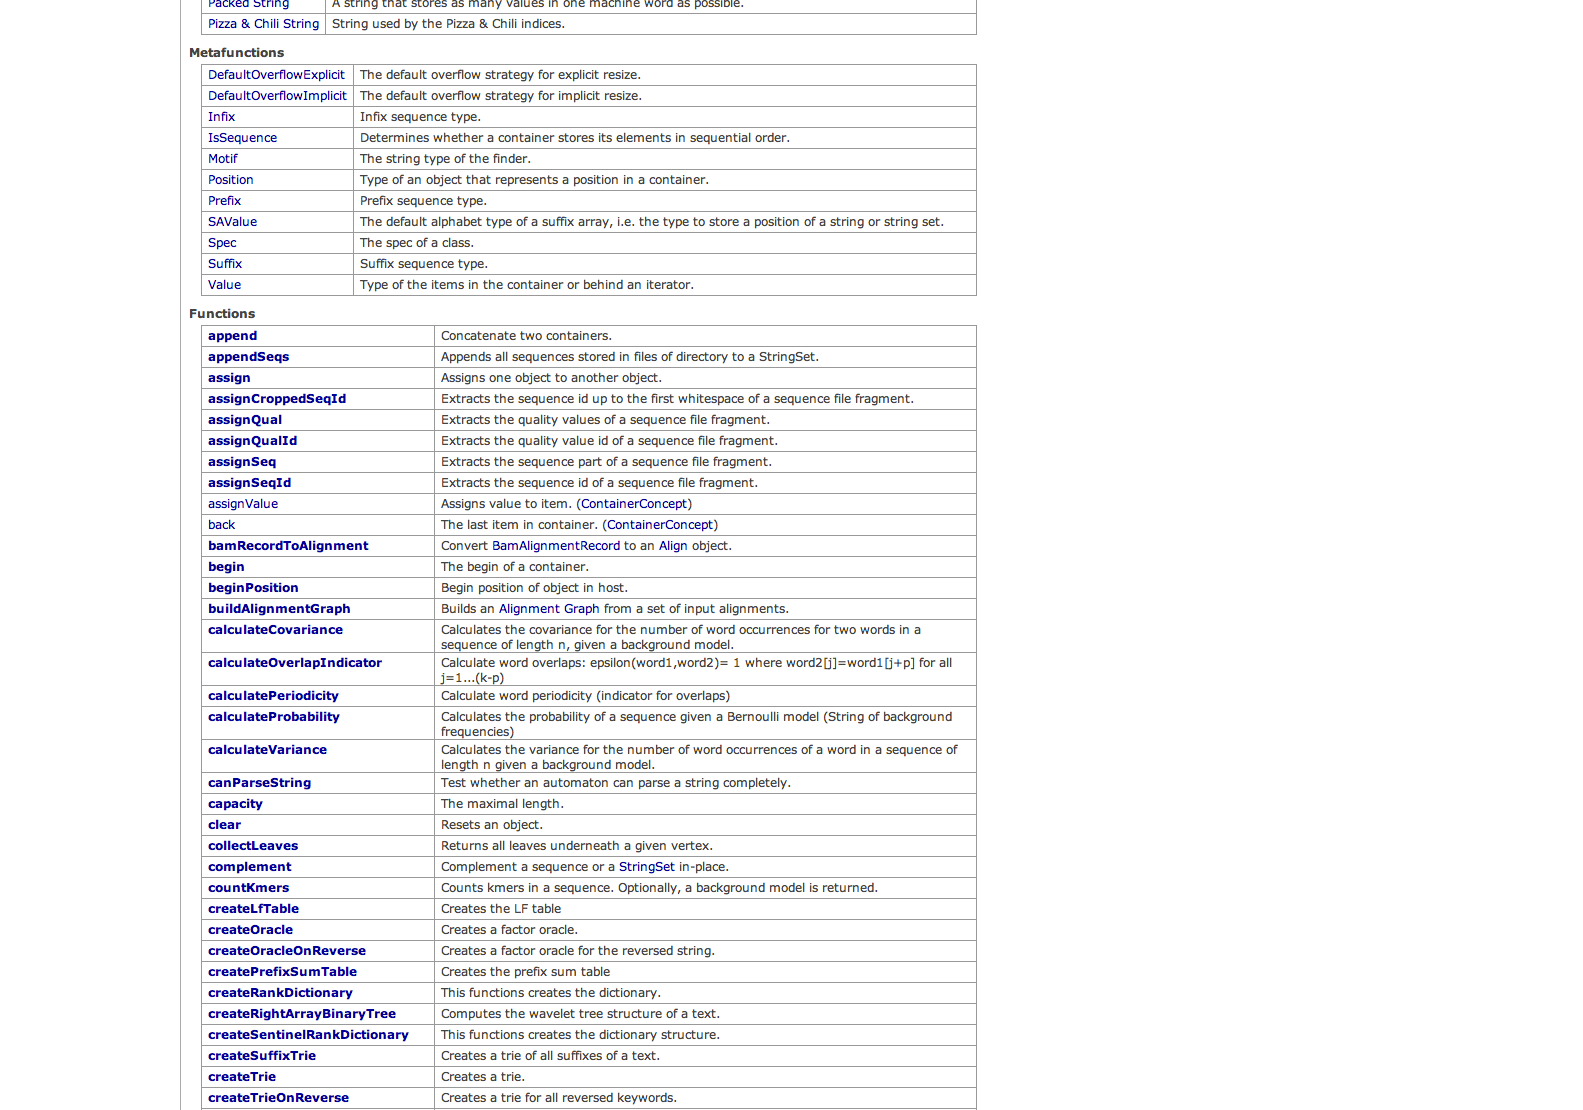 Packed String A string that stores as many values in one machine word as possible.
Pizza & Chili String String used by the Pizza & Chili indices.
Metafunctions
DefaultOverflowExplicit The default overflow strategy for explicit resize.
DefaultOverflowImplicit The default overflow strategy for implicit resize.
Infix Infix sequence type.
IsSequence Determines whether a container stores its elements in sequential order.
Motif The string type of the finder.
Position Type of an object that represents a position in a container.
Prefix Prefix sequence type.
SAValue The default alphabet type of a suffix array, i.e. the type to store a position of a string or string set.
Spec The spec of a class.
Suffix Suffix sequence type.
Value Type of the items in the container or behind an iterator.
Functions
append Concatenate two containers.
appendSeqs Appends all sequences stored in files of directory to a StringSet.
assign Assigns one object to another object.
assignCroppedSeqId Extracts the sequence id up to the first whitespace of a sequence file fragment.
assignQual Extracts the quality values of a sequence file fragment.
assignQualId Extracts the quality value id of a sequence file fragment.
assignSeq Extracts the sequence part of a sequence file fragment.
assignSeqId Extracts the sequence id of a sequence file fragment.
assignValue Assigns value to item. (ContainerConcept)
back The last item in container. (ContainerConcept)
bamRecordToAlignment Convert BamAlignmentRecord to an Align object.
begin The begin of a container.
beginPosition Begin position of object in host.
buildAlignmentGraph Builds an Alignment Graph from a set of input alignments.
calculateCovariance Calculates the covariance for the number of word occurrences for two words in a
sequence of length n, given a background model.
calculateOverlapIndicator Calculate word overlaps: epsilon(word1,word2)= 1 where word2[j]=word1[j+p] for all
j=1...(k-p)
calculatePeriodicity Calculate word periodicity (indicator for overlaps)
calculateProbability Calculates the probability of a sequence given a Bernoulli model (String of background
frequencies)
calculateVariance Calculates the variance for the number of word occurrences of a word in a sequence of
length n given a background model.
canParseString Test whether an automaton can parse a string completely.
capacity The maximal length.
clear Resets an object.
collectLeaves Returns all leaves underneath a given vertex.
complement Complement a sequence or a StringSet in-place.
countKmers Counts kmers in a sequence. Optionally, a background model is returned.
createLfTable Creates the LF table
createOracle Creates a factor oracle.
createOracleOnReverse Creates a factor oracle for the reversed string.
createPrefixSumTable Creates the prefix sum table
createRankDictionary This functions creates the dictionary.
createRightArrayBinaryTree Computes the wavelet tree structure of a text.
createSentinelRankDictionary This functions creates the dictionary structure.
createSuffixTrie Creates a trie of all suffixes of a text.
createTrie Creates a trie.
createTrieOnReverse Creates a trie for all reversed keywords.